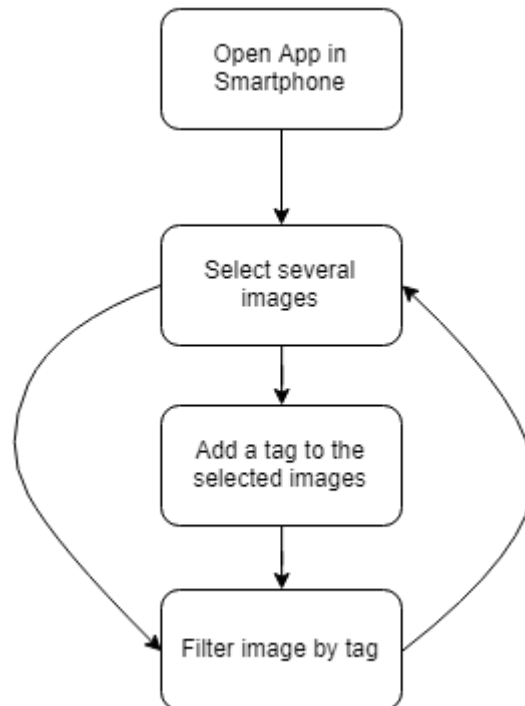 Open App in
Smartphone
Select several
images
Add a tag to the
selected images
Filter image by tag